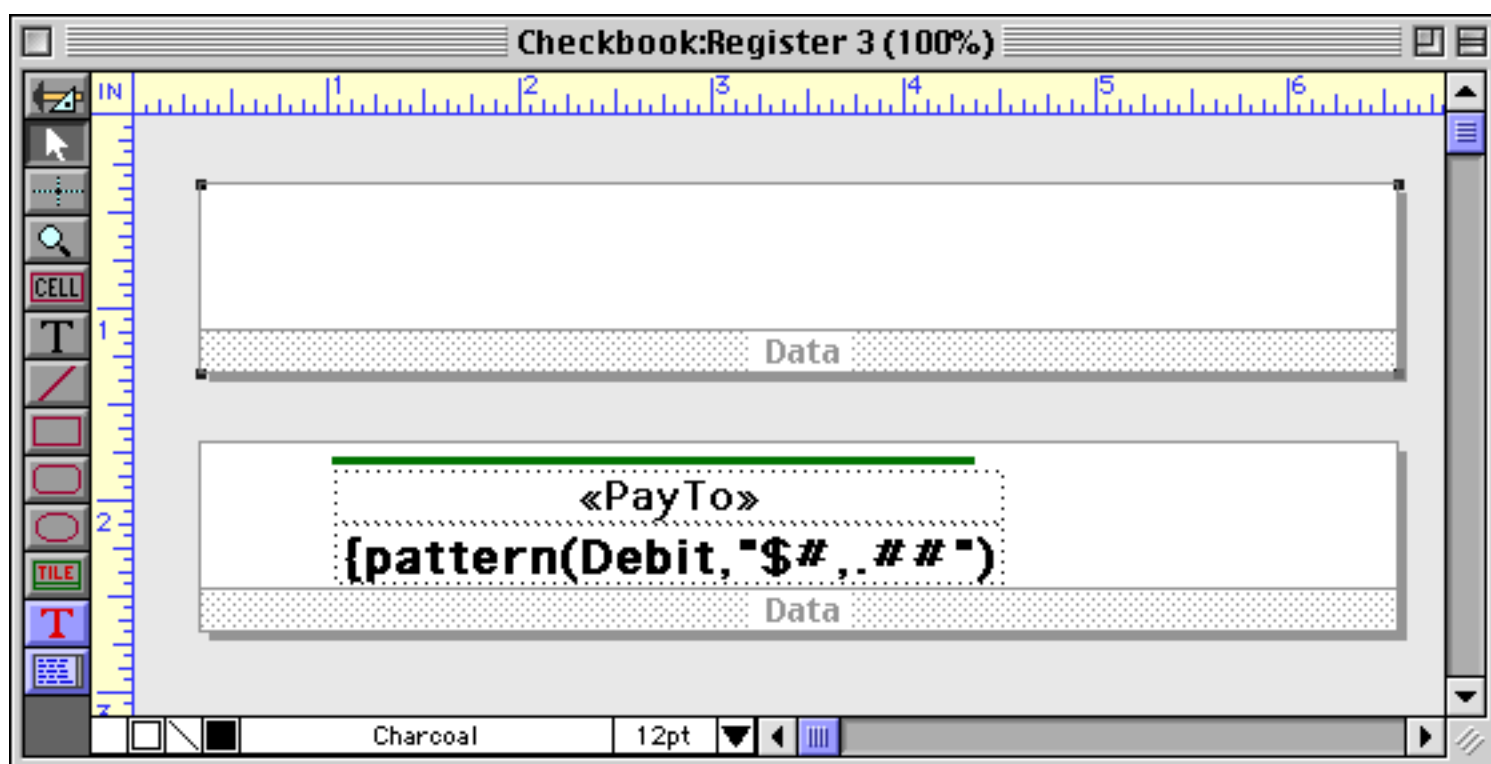 Checkbook:Register 3 (100%)
IN 1 2 3 4 5 6
CELL
T
1
Data
«PayTo»
2
{pattern(Debit,"$#,.##")
TILE
Data
T
3
Charcoal 12pt